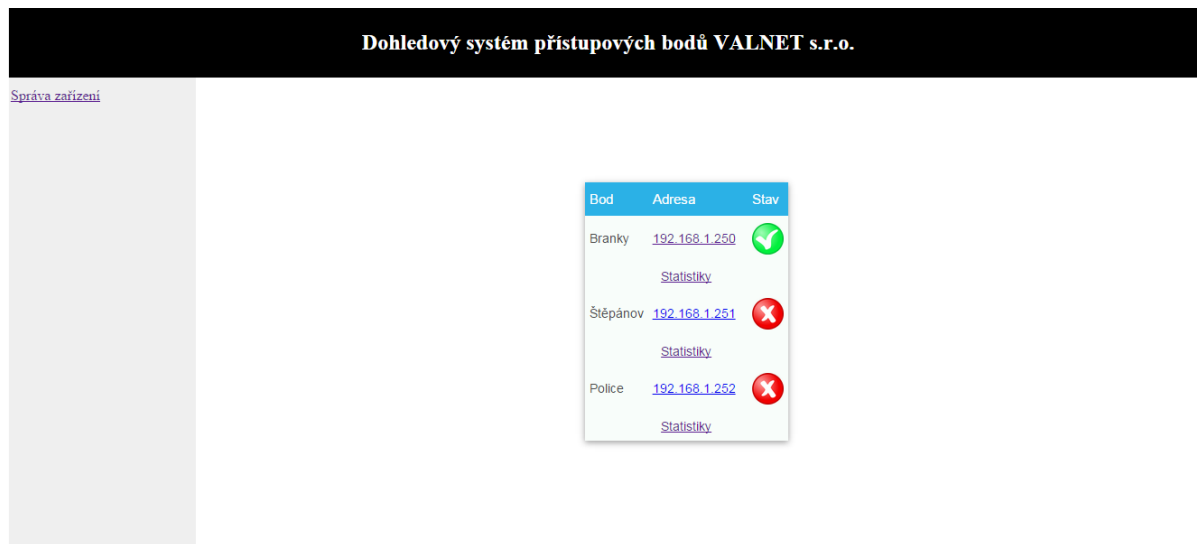 Dohledový systém přístupových bodů VALNET s.r.o.
Správa zařízení
Bod Adresa Stav
Branky 192.168.1.250
Statistiky
Štěpánov 192.168.1.251
Statistiky
Police 192.168.1.252
Statistiky